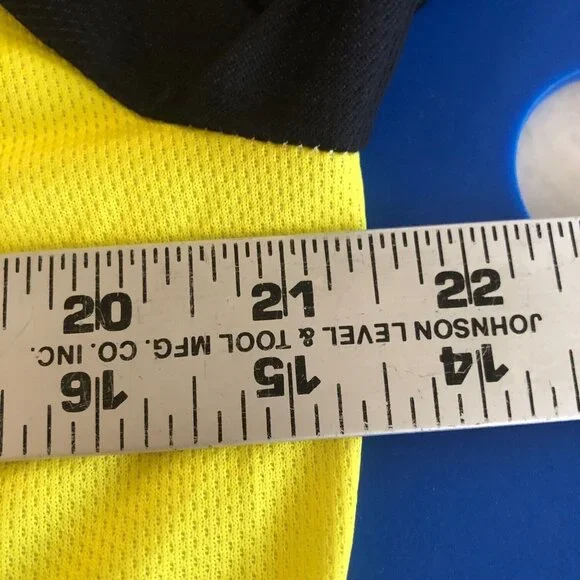 20 21 22
JOHNSON LEVEL & TOOL MFG. CO. INC.
16 15 14